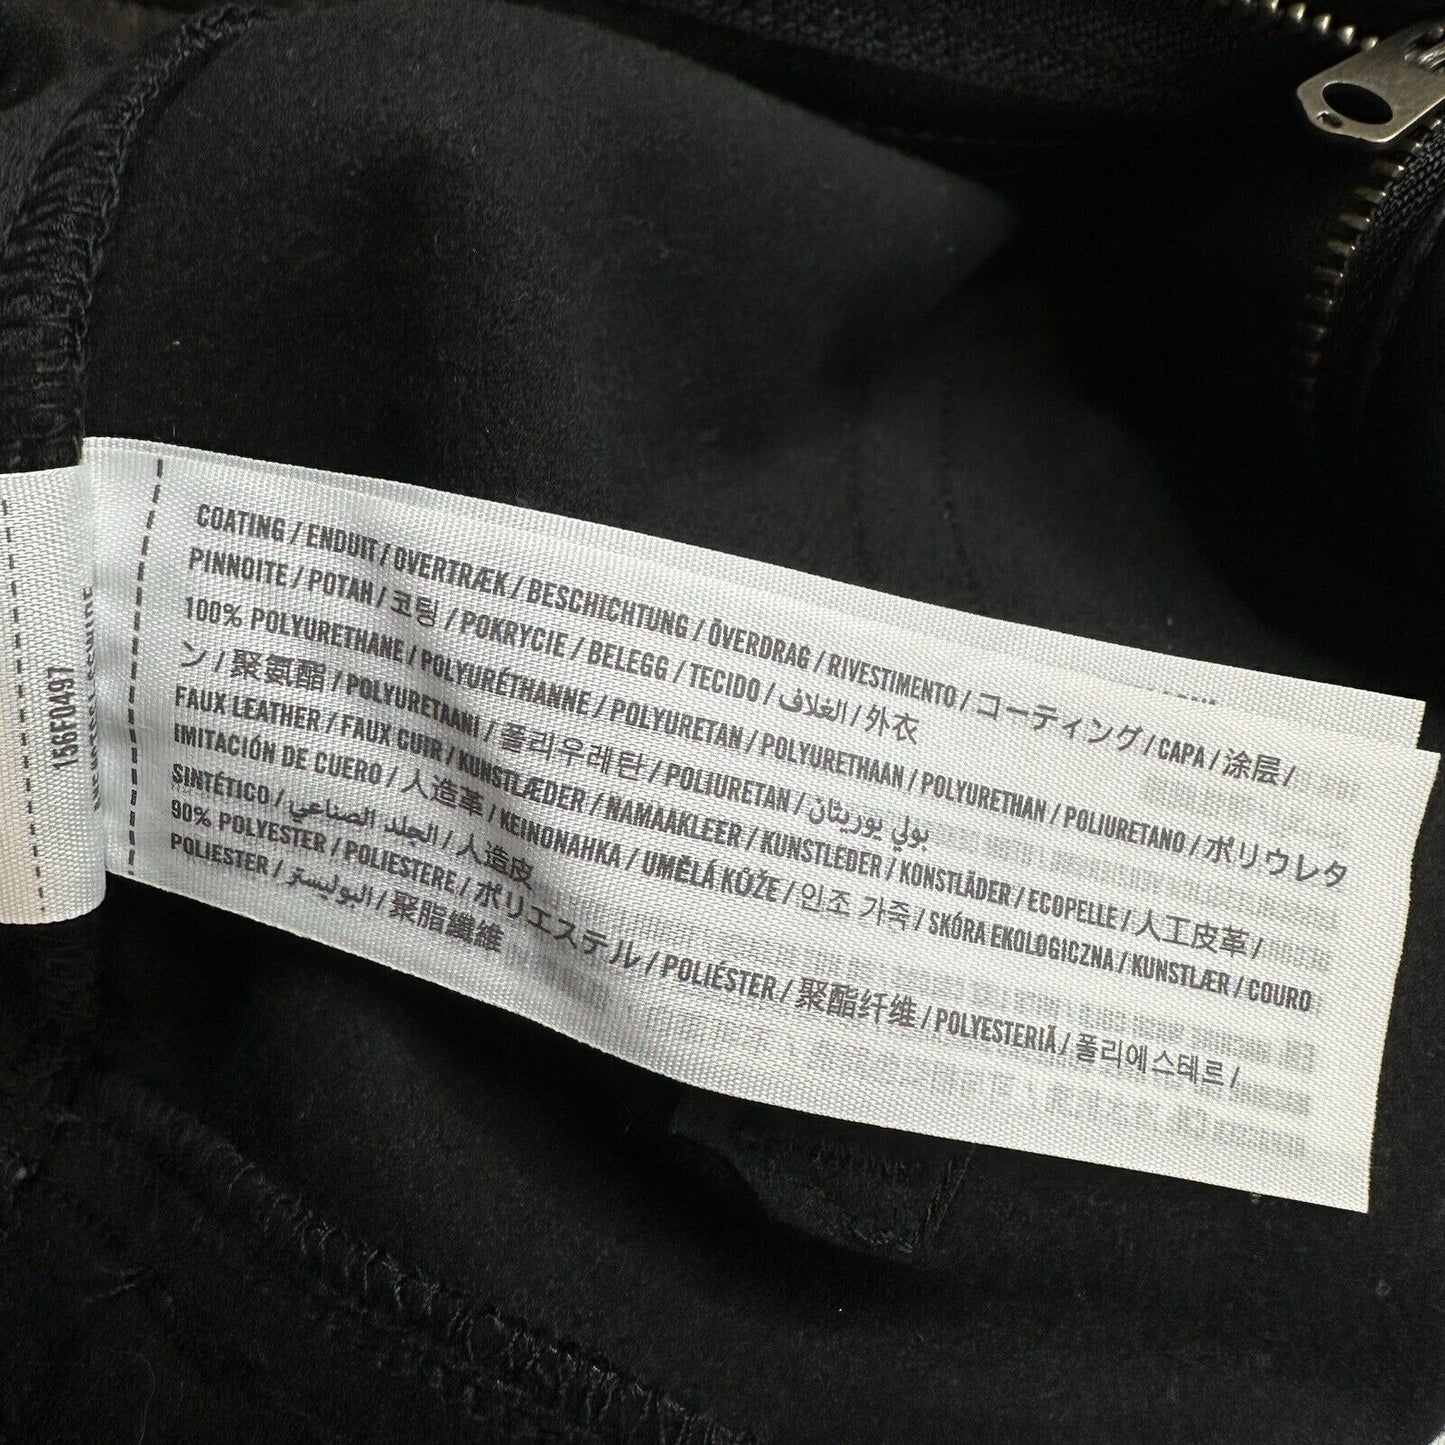 COATING / ENDUIT / OVERTRÆK / BESCHICHTUNG / ÖVERDRAG / RIVESTIMENTO / コーティング / CAPA / 涂层 /
PINNOITE / POTAH / 코팅 / POKRYCIE / BELEGG / TECIDO / الغلاف / 外衣
100% POLYURETHANE / POLYURÉTHANNE / POLYURETAN / POLYURETHAAN / POLYURETHAN / POLIURETANO / ポリウレタ
ン / 聚氨酯 / POLYURETAANI / 폴리우레탄 / POLIURETAN / بولي يوريثان
FAUX LEATHER / FAUX CUIR / KUNSTLÆDER / NAMAAKLEER / KUNSTLEDER / KONSTLÄDER / ECOPELLE / 人工皮革 /
IMITACIÓN DE CUERO / 人造革 / KEINONAHKA / UMĚLÁ KŮŽE / 인조 가죽 / SKÓRA EKOLOGICZNA / KUNSTLÆR / COURO
SINTÉTICO / الجلد الصناعي / 人造皮
90% POLYESTER / POLIESTERE / ポリエステル / POLIÉSTER / 聚酯纤维 / POLYESTERIÄ / 폴리에스테르 /
POLIESTER / البوليستر / 聚脂纖維
156F0497